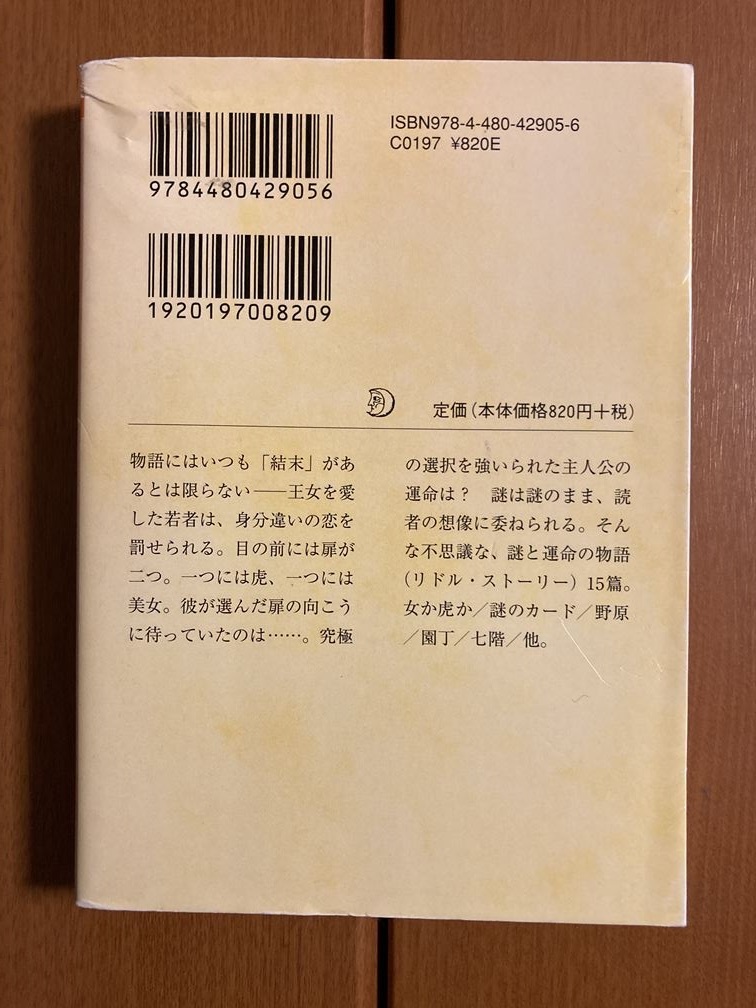 ISBN978-4-480-42905-6
C0197 ¥820E
9784480429056
1920197008209
定価(本体価格820円+税)
物語にはいつも「結末」があ
るとは限らない——王女を愛
した若者は、身分違いの恋を
罰せられる。目の前には扉が
二つ。一つには虎、一つには
美女。彼が選んだ扉の向こう
に待っていたのは……。究極
の選択を強いられた主人公の
運命は? 謎は謎のまま、読
者の想像に委ねられる。そん
な不思議な、謎と運命の物語
(リドル・ストーリー)15篇。
女か虎か/謎のカード/野原
/園丁/七階/他。